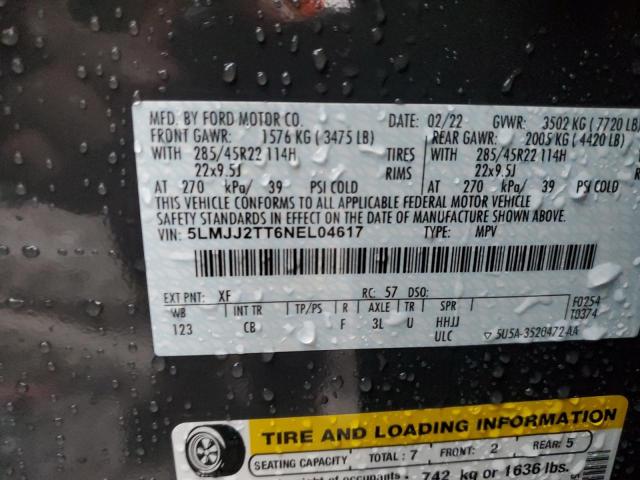 MFD. BY FORD MOTOR CO. DATE: 02/22 GVWR: 3502 KG ( 7720 LB)
FRONT GAWR: 1576 KG ( 3475 LB) REAR GAWR: 2005 KG ( 4420 LB)
WITH 285/45R22 114H TIRES WITH 285/45R22 114H
22x9.5J RIMS 22x9.5J
AT 270 kPa/ 39 PSI COLD AT 270 kPa/ 39 PSI COLD
THIS VEHICLE CONFORMS TO ALL APPLICABLE FEDERAL MOTOR VEHICLE
SAFETY STANDARDS IN EFFECT ON THE DATE OF MANUFACTURE SHOWN ABOVE.
VIN: 5LMJJ2TT6NEL04617 TYPE: MPV
EXT PNT: XF RC: 57 DSO: F0254
WB INT TR TP/PS R AXLE TR SPR T0374
123 CB F 3L U HHJJ
ULC 5U5A-3520472-AA
TIRE AND LOADING INFORMATION
SEATING CAPACITY TOTAL : 7 FRONT: 2 REAR: 5
of occupants 742 kg or 1636 lbs.